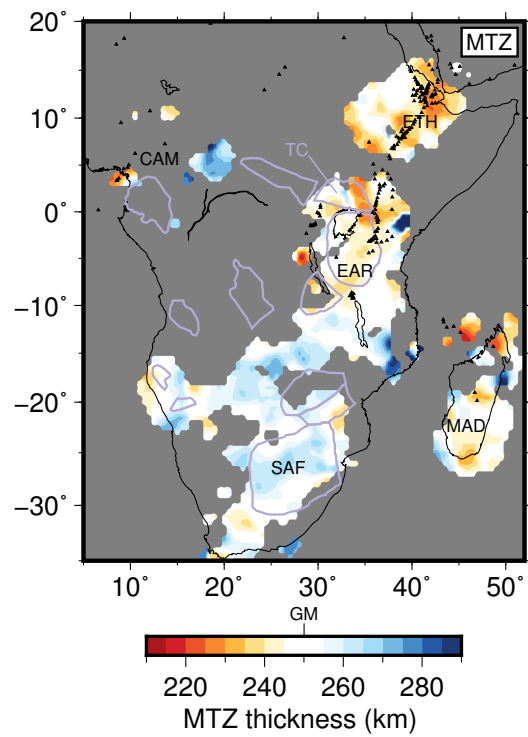 20˚
MTZ
ETH
10˚
CAM
TC
0˚
EAR
−10˚
−20˚
MAD
SAF
−30˚
10˚ 20˚ 30˚ 40˚ 50˚
GM
220 240 260 280
MTZ thickness (km)